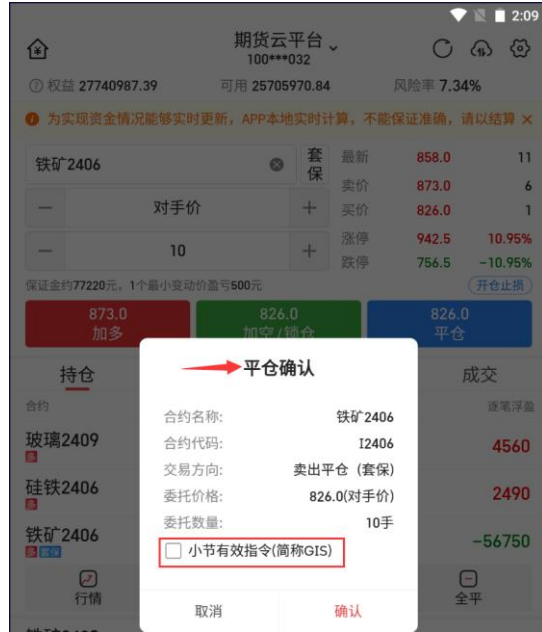 2:09
期货云平台
100***032
权益 27740987.39 可用 25705970.84 风险率 7.34%
为实现资金情况能够实时更新，APP本地实时计算，不能保证准确，请以结算 ×
铁矿2406 套保 最新 858.0 11
卖价 873.0 6
— 对手价 + 买价 826.0 1
— 10 + 涨停 942.5 10.95%
跌停 756.5 -10.95%
保证金约77220元，1个最小变动价盈亏500元 开仓止损
873.0 826.0 826.0
加多 加空/锁仓 平仓
持仓 成交
合约 逐笔浮盈
玻璃2409 4560
多
硅铁2406 2490
多
铁矿2406 -56750
多 套保
行情 全平
平仓确认
合约名称: 铁矿2406
合约代码: I2406
交易方向: 卖出平仓（套保）
委托价格: 826.0(对手价)
委托数量: 10手
小节有效指令(简称GIS)
取消 确认